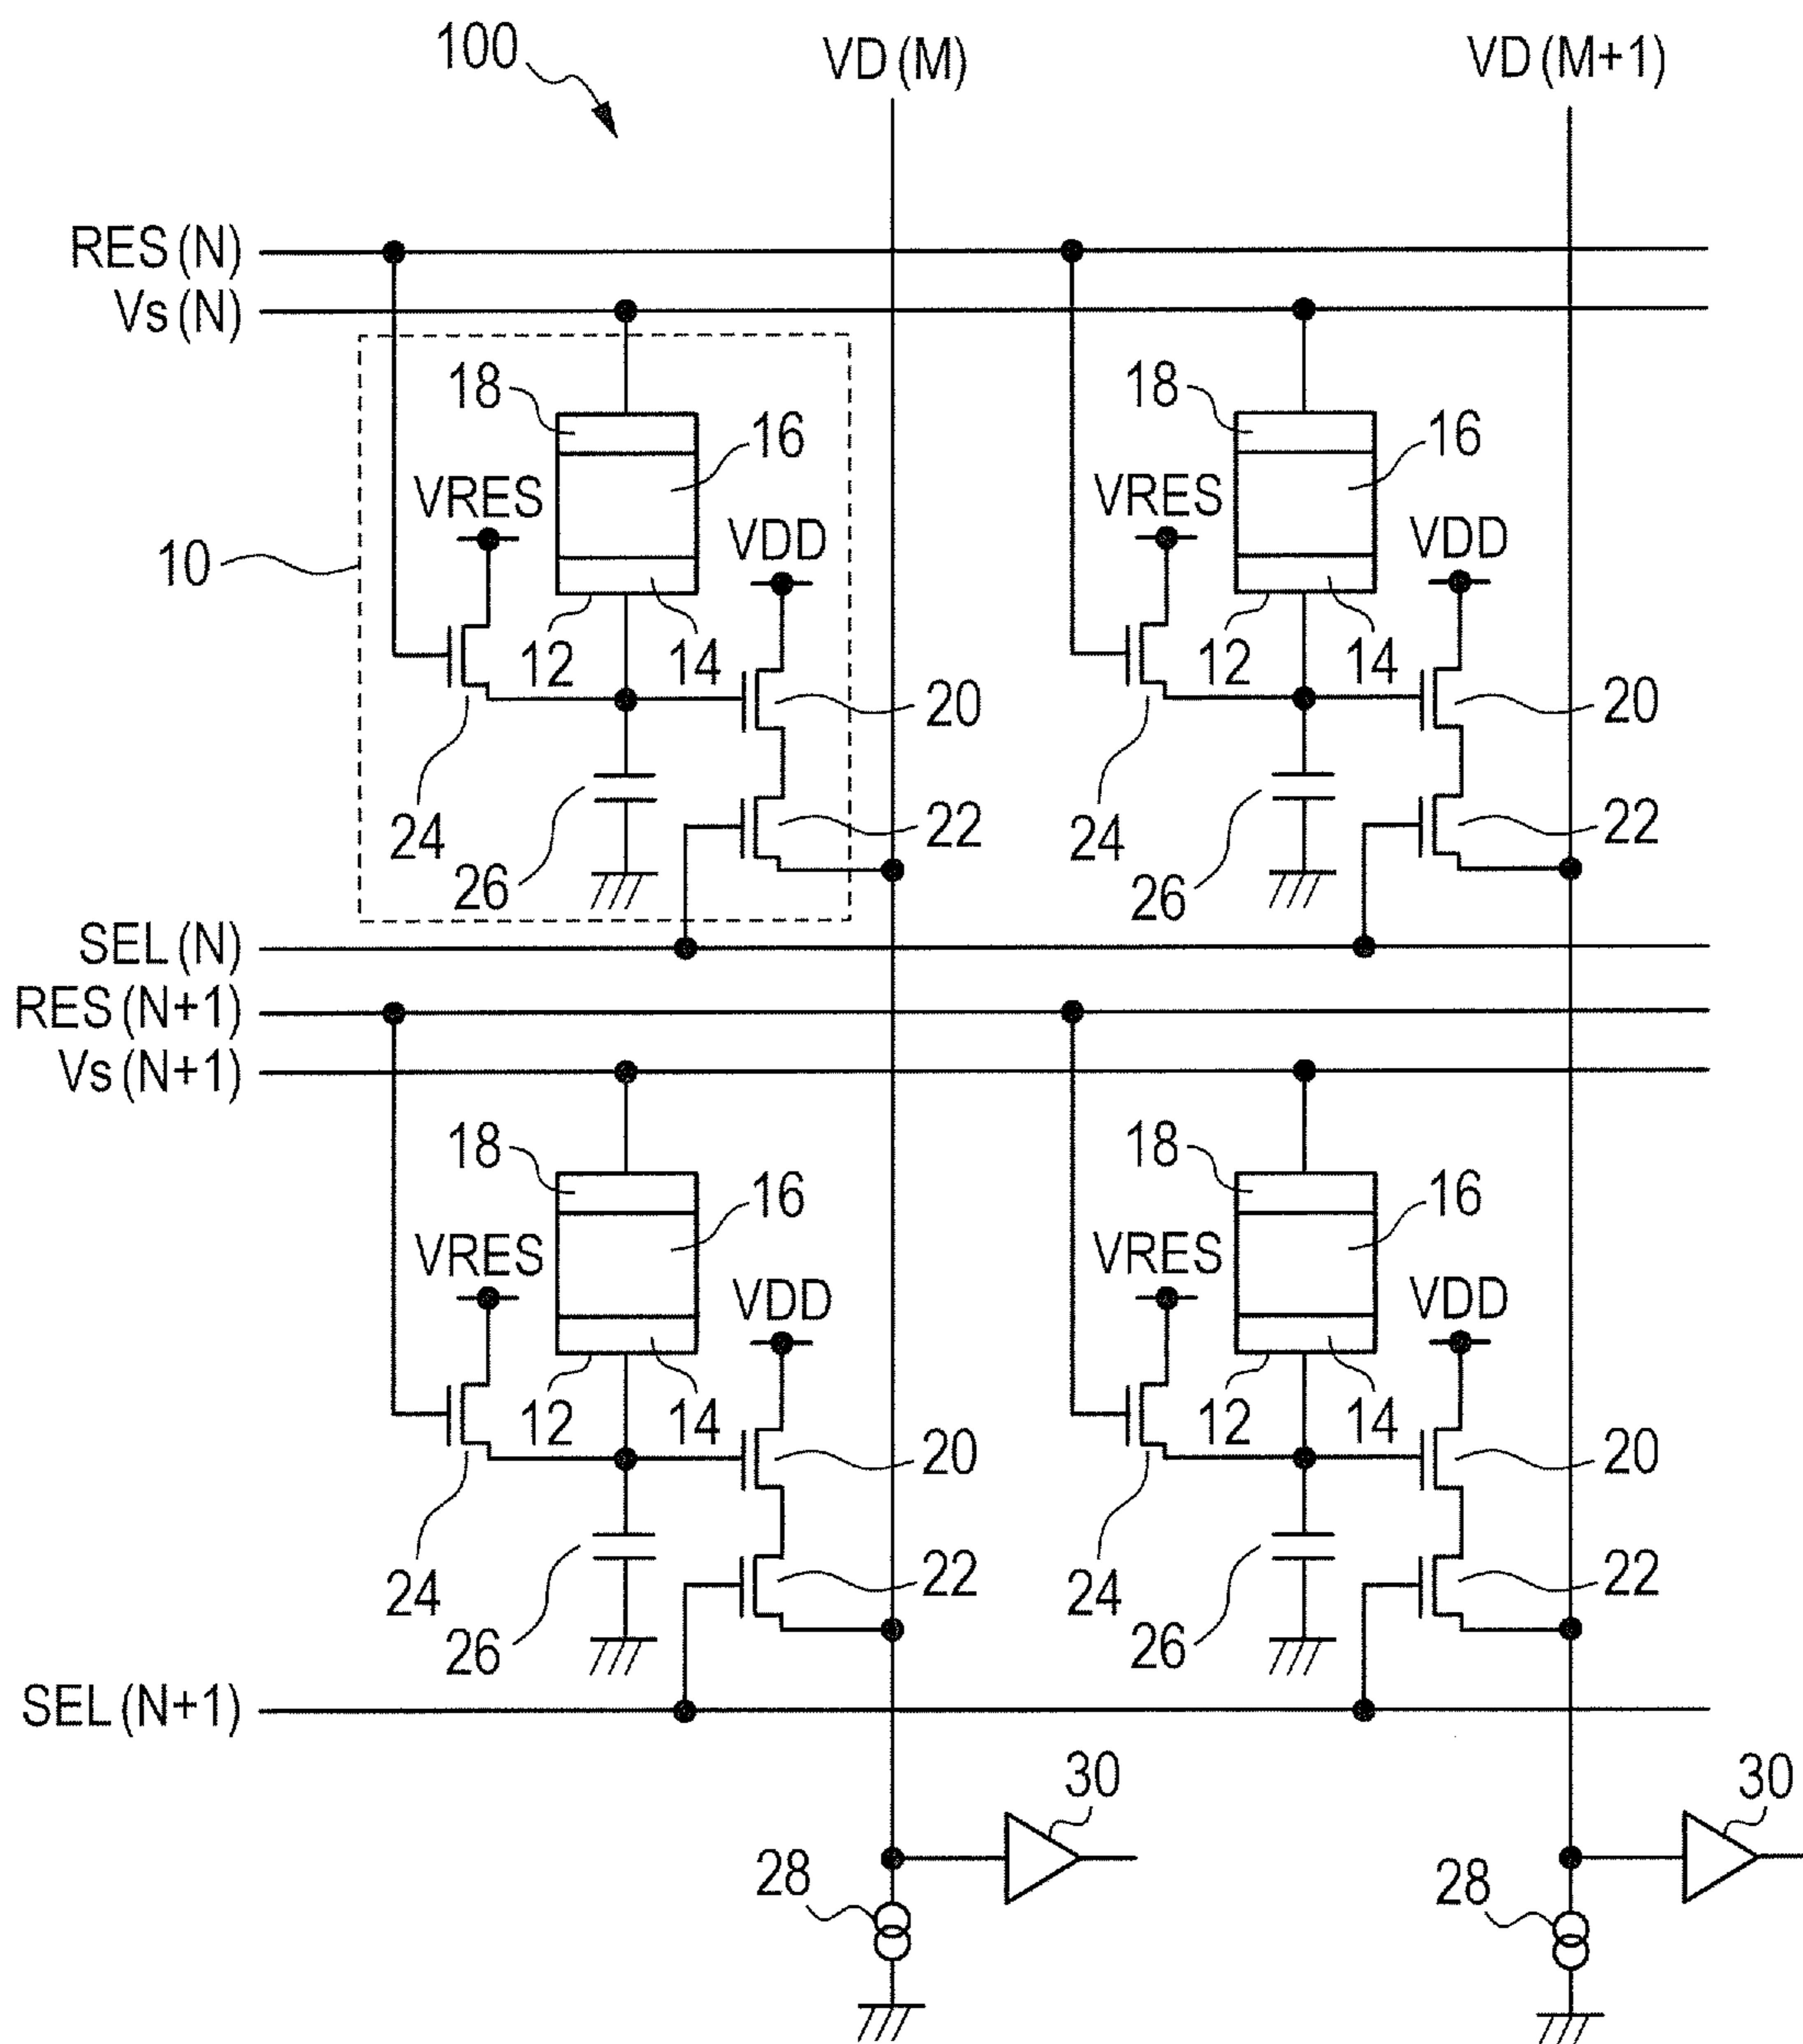 100
VD (M)
VD (M+1)
RES (N)
Vs (N)
18
16
18
16
VRES
VDD
VRES
VDD
10
12
14
20
12
14
20
24
26
22
24
26
22
SEL (N)
RES (N+1)
Vs (N+1)
18
16
18
16
VRES
VDD
VRES
VDD
12
14
20
12
14
20
24
26
22
24
26
22
SEL (N+1)
30
30
28
28